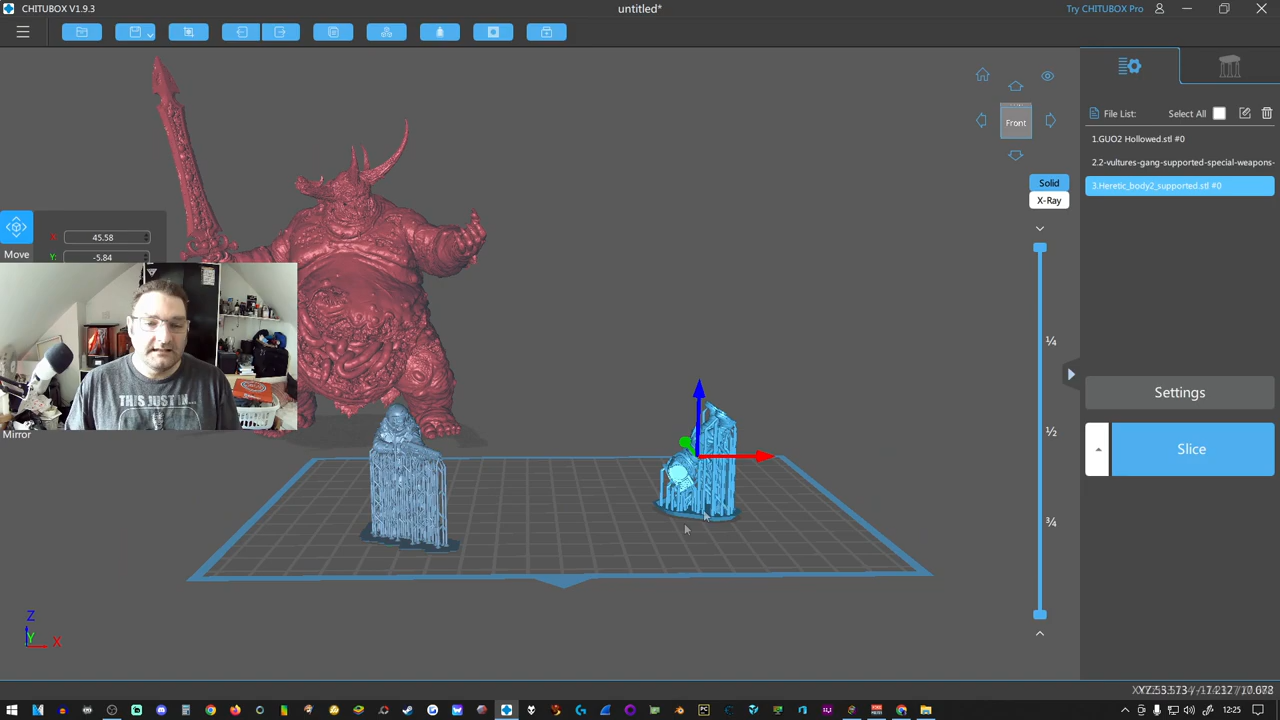 CHITUBOX V1.9.3
untitled*
Try CHITUBOX Pro
Front
File List:
Select All
1.GUO2 Hollowed.stl #0
2.2-vultures-gang-supported-special-weapons-
3.Heretic_body2_supported.stl #0
Solid
X-Ray
X:
45.58
Move
Y:
-5.84
THIS JUST IN...
¼
Settings
½
Mirror
Slice
¾
Z
Y
X
12:25